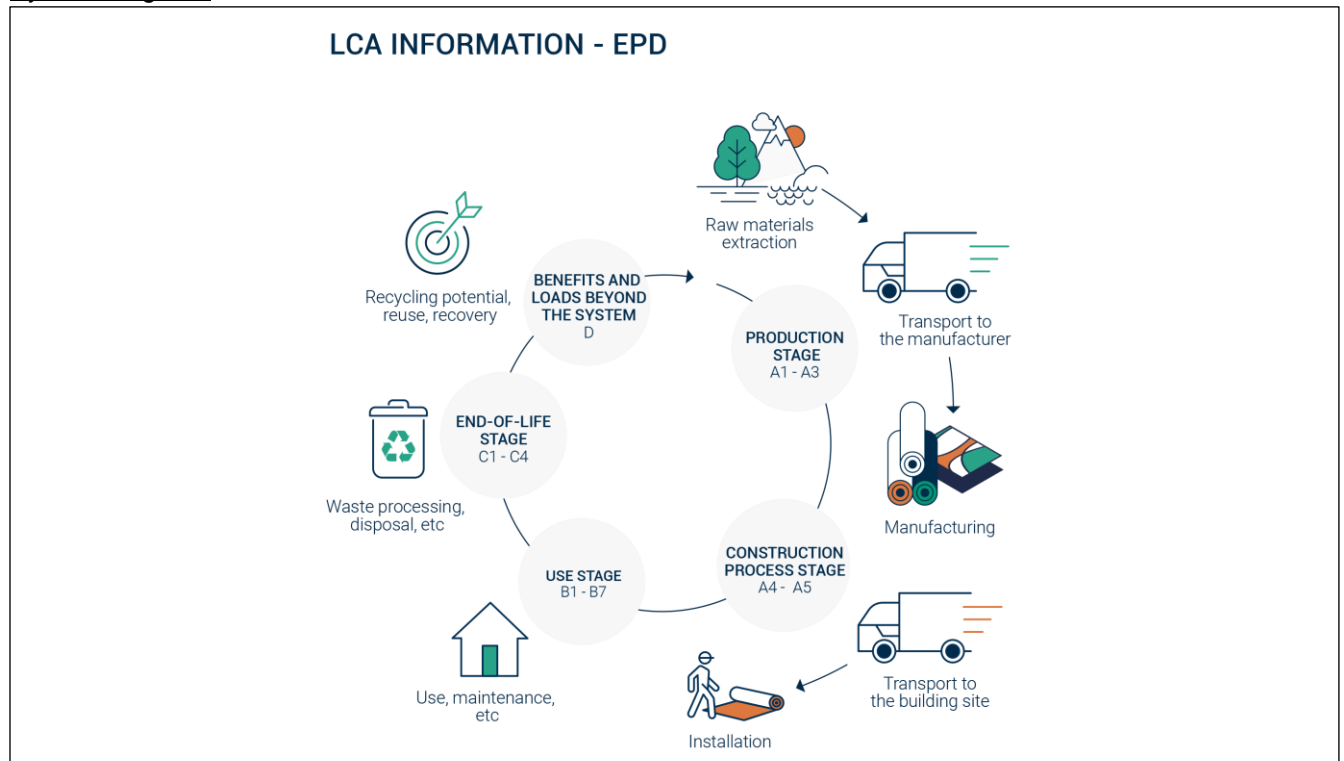 LCA INFORMATION - EPD
Raw materials
extraction
Transport to
the manufacturer
Manufacturing
Transport to
the building site
Installation
Use, maintenance,
etc
Waste processing,
disposal, etc
Recycling potential,
reuse, recovery
BENEFITS AND
LOADS BEYOND
THE SYSTEM
D
PRODUCTION
STAGE
A1 - A3
CONSTRUCTION
PROCESS STAGE
A4 - A5
USE STAGE
B1 - B7
END-OF-LIFE
STAGE
C1 - C4